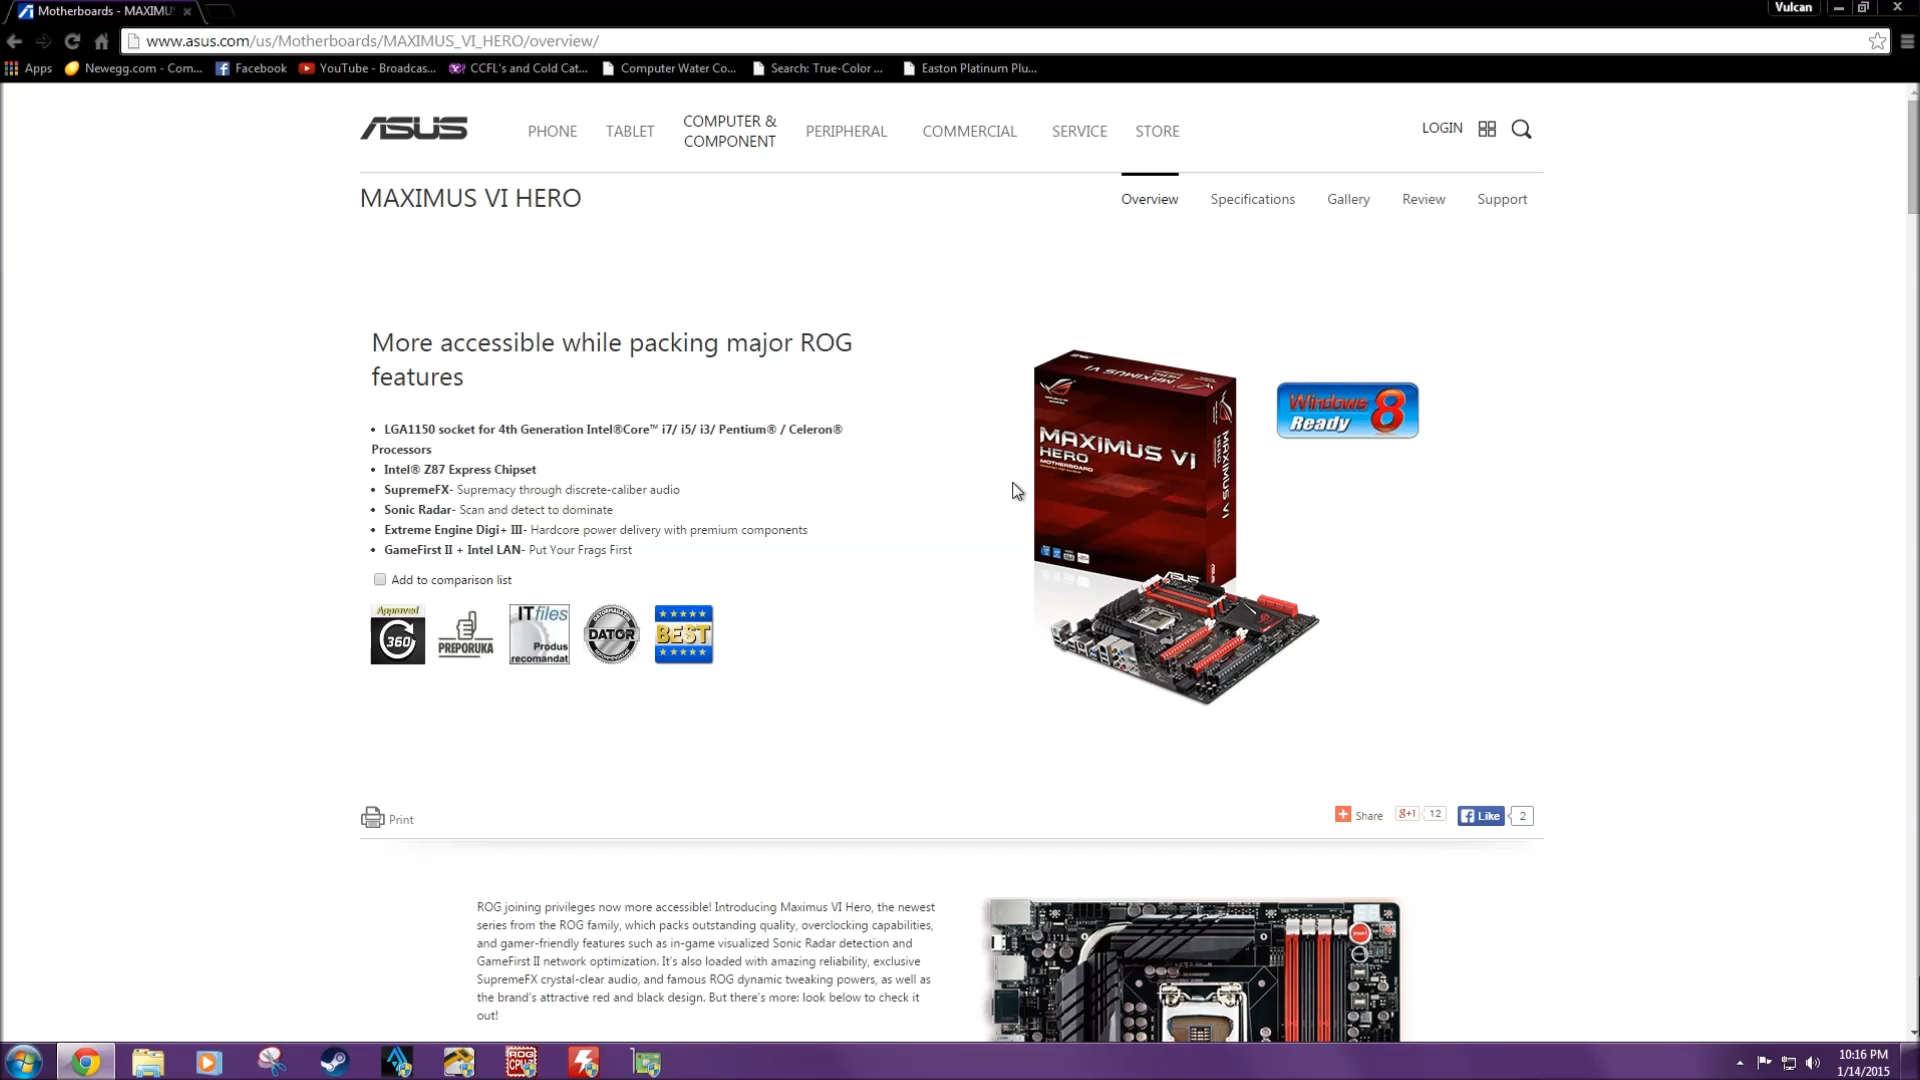 Motherboards - MAXIMU
Vulcan
www.asus.com/us/Motherboards/MAXIMUS_VI_HERO/overview/
Apps
Newegg.com - Com...
Facebook
YouTube - Broadcas...
CCFL's and Cold Cat...
Computer Water Co...
Search: True-Color ...
Easton Platinum Plu...
ASUS
PHONE
TABLET
COMPUTER &
COMPONENT
PERIPHERAL
COMMERCIAL
SERVICE
STORE
LOGIN
MAXIMUS VI HERO
Overview
Specifications
Gallery
Review
Support
More accessible while packing major ROG
features
• LGA1150 socket for 4th Generation Intel®Core™ i7/ i5/ i3/ Pentium® / Celeron®
Processors
• Intel® Z87 Express Chipset
• SupremeFX- Supremacy through discrete-caliber audio
• Sonic Radar- Scan and detect to dominate
• Extreme Engine Digi+ III- Hardcore power delivery with premium components
• GameFirst II + Intel LAN- Put Your Frags First
Add to comparison list
Approved
360
PREPORUKA
ITfiles
Produs
recomandat
DATOR
BEST
MAXIMUS VI
HERO
MOTHERBOARD
MAXIMUS VI
ASUS
Windows 8
Ready
Print
Share
g+1
12
Like
2
ROG joining privileges now more accessible! Introducing Maximus VI Hero, the newest
series from the ROG family, which packs outstanding quality, overclocking capabilities,
and gamer-friendly features such as in-game visualized Sonic Radar detection and
GameFirst II network optimization. It's also loaded with amazing reliability, exclusive
SupremeFX crystal-clear audio, and famous ROG dynamic tweaking powers, as well as
the brand's attractive red and black design. But there's more: look below to check it
out!
START
ROG
CPU-Z
10:16 PM
1/14/2015